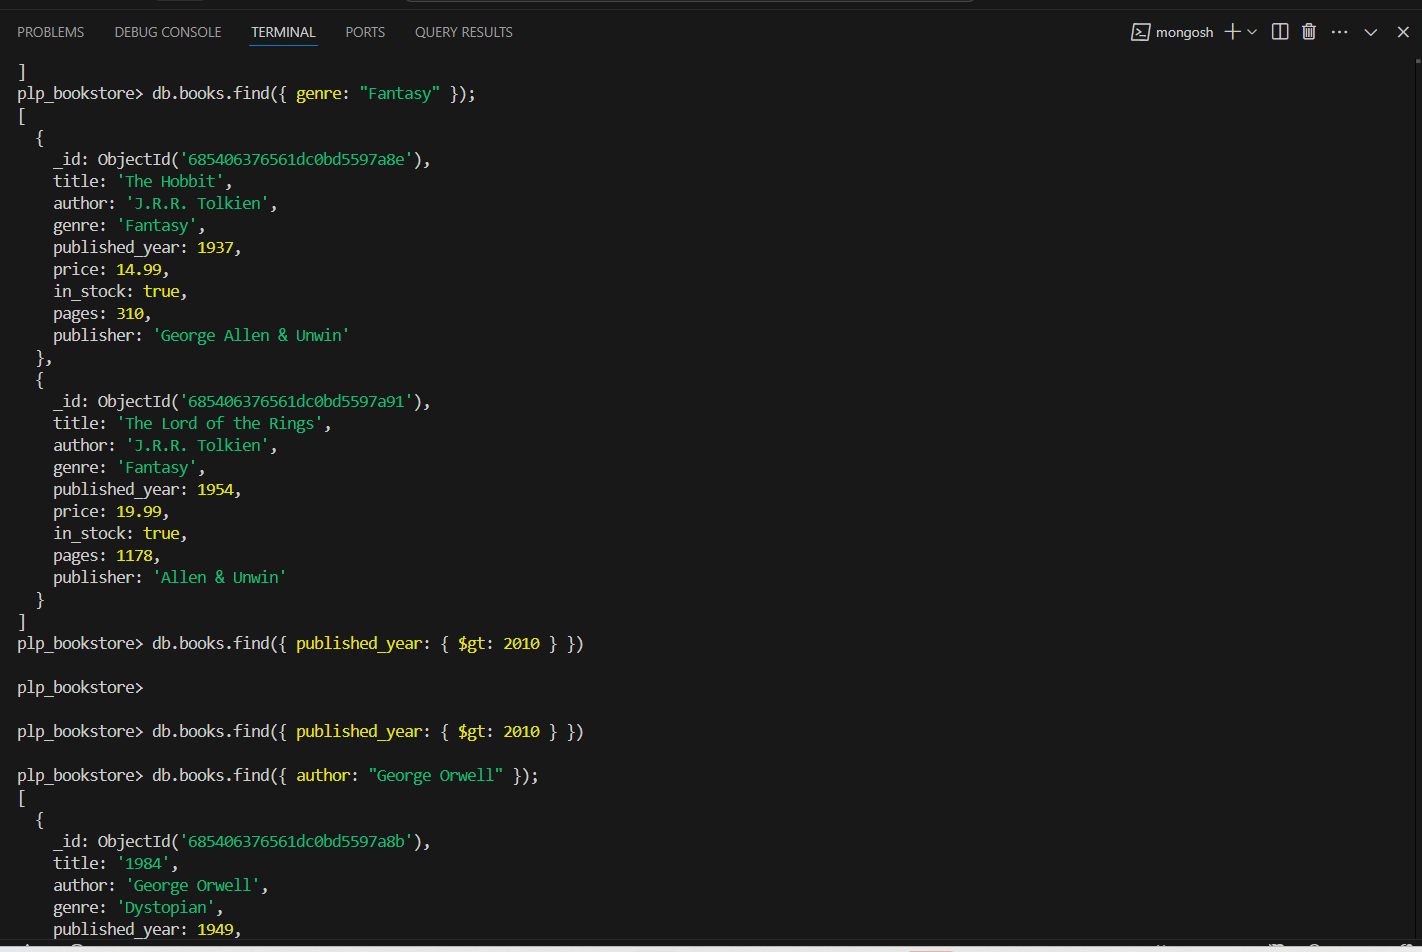 PROBLEMS DEBUG CONSOLE TERMINAL PORTS QUERY RESULTS mongosh
]
plp_bookstore> db.books.find({ genre: "Fantasy" });
[
  {
    _id: ObjectId('685406376561dc0bd5597a8e'),
    title: 'The Hobbit',
    author: 'J.R.R. Tolkien',
    genre: 'Fantasy',
    published_year: 1937,
    price: 14.99,
    in_stock: true,
    pages: 310,
    publisher: 'George Allen & Unwin'
  },
  {
    _id: ObjectId('685406376561dc0bd5597a91'),
    title: 'The Lord of the Rings',
    author: 'J.R.R. Tolkien',
    genre: 'Fantasy',
    published_year: 1954,
    price: 19.99,
    in_stock: true,
    pages: 1178,
    publisher: 'Allen & Unwin'
  }
]
plp_bookstore> db.books.find({ published_year: { $gt: 2010 } })
plp_bookstore>
plp_bookstore> db.books.find({ published_year: { $gt: 2010 } })
plp_bookstore> db.books.find({ author: "George Orwell" });
[
  {
    _id: ObjectId('685406376561dc0bd5597a8b'),
    title: '1984',
    author: 'George Orwell',
    genre: 'Dystopian',
    published_year: 1949,